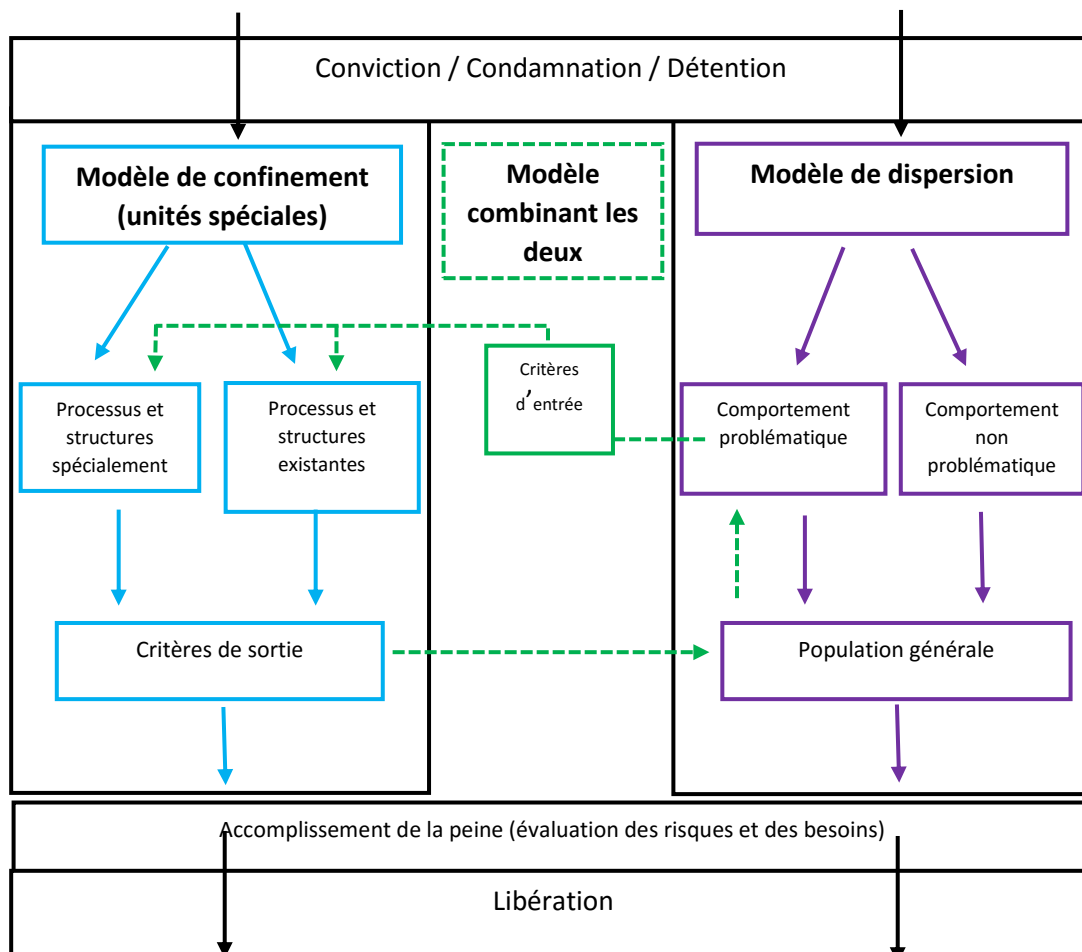 Conviction / Condamnation / Détention
Modèle de confinement
(unités spéciales)
Modèle
combinant les
deux
Modèle de dispersion
Processus et
structures
spécialement
Processus et
structures
existantes
Critères
d’entrée
Comportement
problématique
Comportement
non
problématique
Critères de sortie
Population générale
Accomplissement de la peine (évaluation des risques et des besoins)
Libération